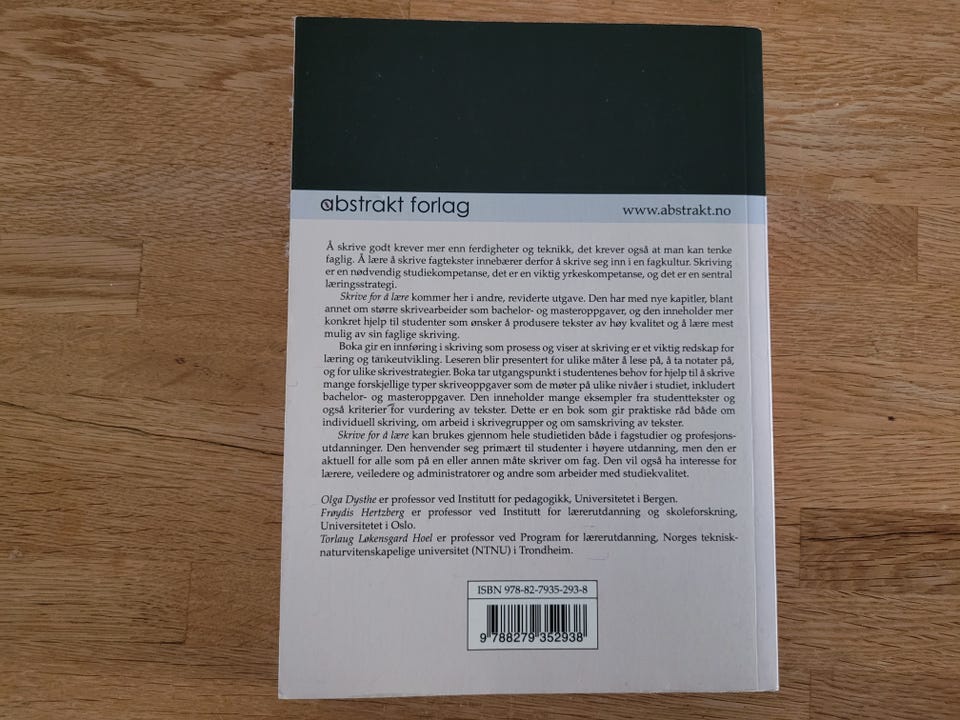 abstrakt forlag
www.abstrakt.no
Å skrive godt krever mer enn ferdigheter og teknikk, det krever også at man kan tenke
faglig. Å lære å skrive fagtekster innebærer derfor å skrive seg inn i en fagkultur. Skriving
er en nødvendig studiekompetanse, det er en viktig yrkeskompetanse, og det er en sentral
læringsstrategi.
Skrive for å lære kommer her i andre, reviderte utgave. Den har med nye kapitler, blant
annet om større skrivearbeider som bachelor- og masteroppgaver, og den inneholder mer
konkret hjelp til studenter som ønsker å produsere tekster av høy kvalitet og å lære mest
mulig av sin faglige skriving.
Boka gir en innføring i skriving som prosess og viser at skriving er et viktig redskap for
læring og tankeutvikling. Leseren blir presentert for ulike måter å lese på, å ta notater på,
og for ulike skrivestrategier. Boka tar utgangspunkt i studentenes behov for hjelp til å skrive
mange forskjellige typer skriveoppgaver som de møter på ulike nivåer i studiet, inkludert
bachelor- og masteroppgaver. Den inneholder mange eksempler fra studenttekster og
også kriterier for vurdering av tekster. Dette er en bok som gir praktiske råd både om
individuell skriving, om arbeid i skrivegrupper og om samskriving av tekster.
Skrive for å lære kan brukes gjennom hele studietiden både i fagstudier og profesjons-
utdanninger. Den henvender seg primært til studenter i høyere utdanning, men den er
aktuell for alle som på en eller annen måte skriver om fag. Den vil også ha interesse for
lærere, veiledere og administratorer og andre som arbeider med studiekvalitet.
Olga Dysthe er professor ved Institutt for pedagogikk, Universitetet i Bergen.
Frøydis Hertzberg er professor ved Institutt for lærerutdanning og skoleforskning,
Universitetet i Oslo.
Torlaug Løkensgard Hoel er professor ved Program for lærerutdanning, Norges teknisk-
naturvitenskapelige universitet (NTNU) i Trondheim.
ISBN 978-82-7935-293-8
9 788279 352938